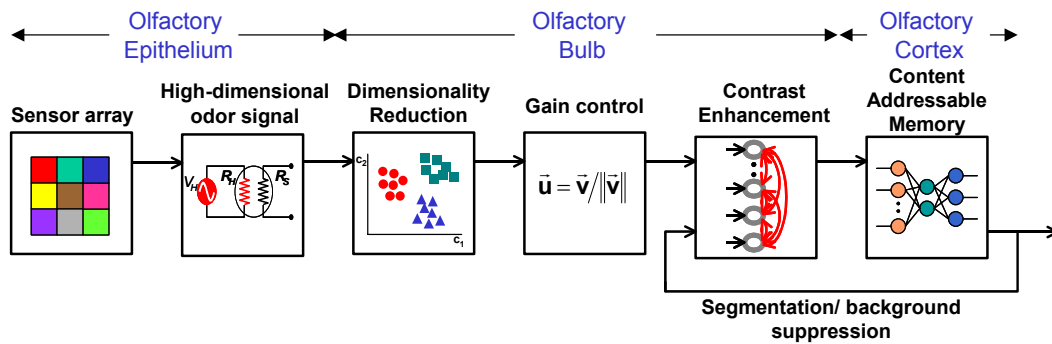 Olfactory
Epithelium
Olfactory
Bulb
Olfactory
Cortex
Sensor array
High-dimensional
odor signal
Dimensionality
Reduction
Gain control
Contrast
Enhancement
Content
Addressable
Memory
V_H
R_H
R_S
c_2
c_1
u⃗ = v⃗/‖v⃗‖
Segmentation/ background
suppression